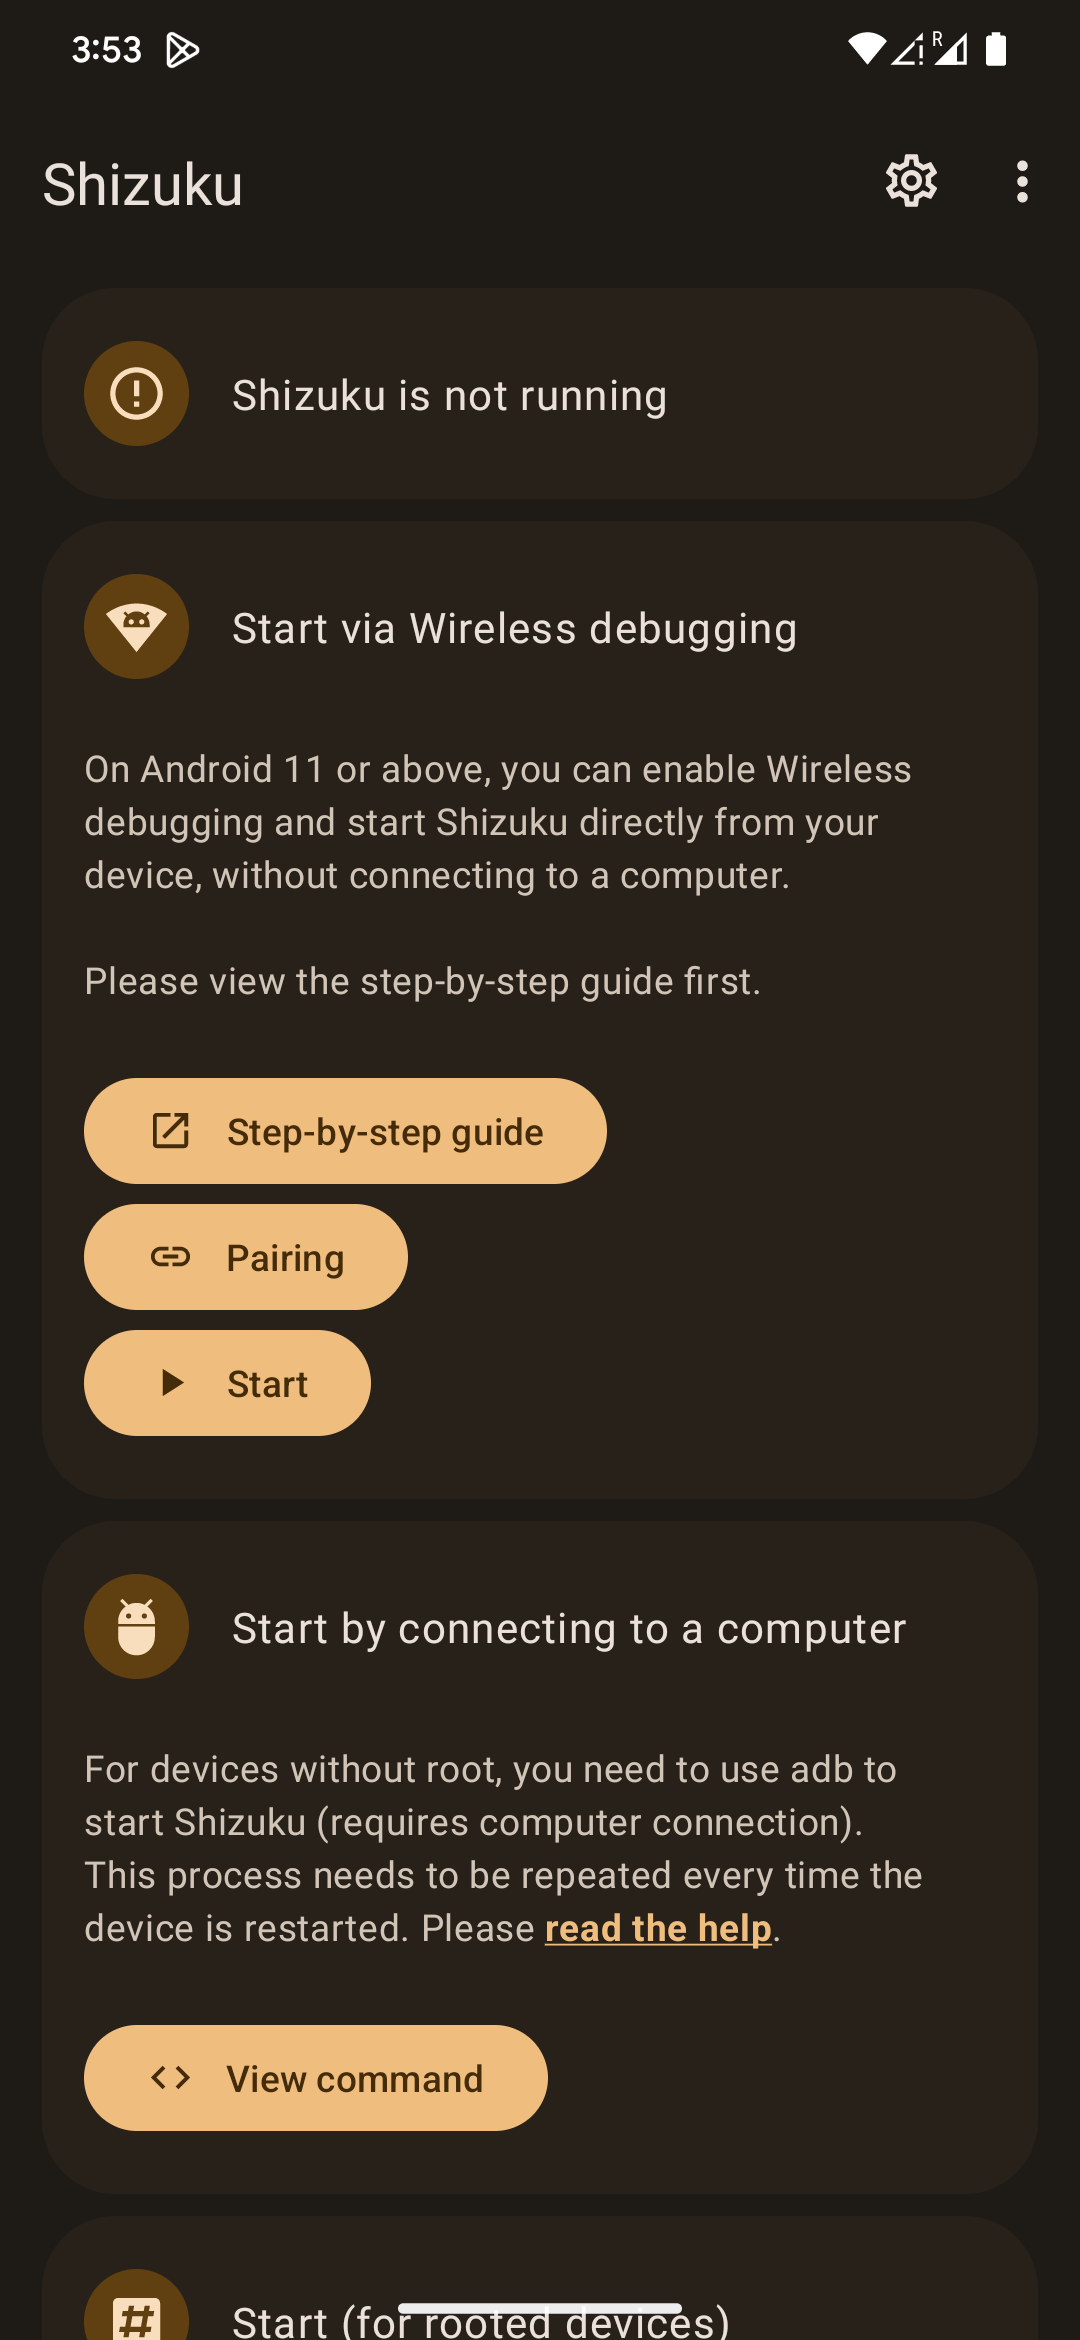 3:53
R
Shizuku
Shizuku is not running
Start via Wireless debugging
On Android 11 or above, you can enable Wireless
debugging and start Shizuku directly from your
device, without connecting to a computer.
Please view the step-by-step guide first.
Step-by-step guide
Pairing
Start
Start by connecting to a computer
For devices without root, you need to use adb to
start Shizuku (requires computer connection).
This process needs to be repeated every time the
device is restarted. Please read the help.
View command
Start (for rooted devices)